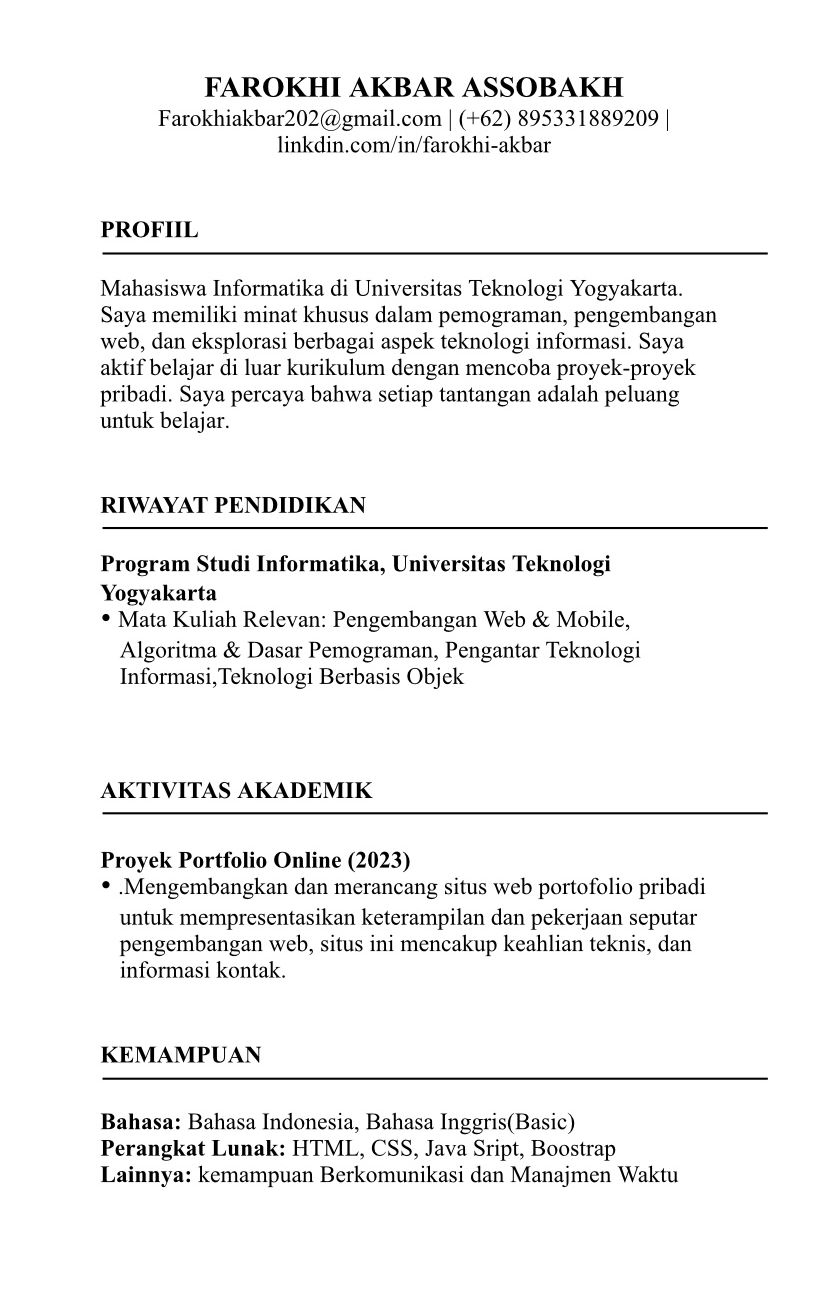 FAROKHI AKBAR ASSOBAKH
Farokhiakbar202@gmail.com | (+62) 895331889209 |
linkdin.com/in/farokhi-akbar
PROFIIL
Mahasiswa Informatika di Universitas Teknologi Yogyakarta.
Saya memiliki minat khusus dalam pemograman, pengembangan
web, dan eksplorasi berbagai aspek teknologi informasi. Saya
aktif belajar di luar kurikulum dengan mencoba proyek-proyek
pribadi. Saya percaya bahwa setiap tantangan adalah peluang
untuk belajar.
RIWAYAT PENDIDIKAN
Program Studi Informatika, Universitas Teknologi
Yogyakarta
• Mata Kuliah Relevan: Pengembangan Web & Mobile,
Algoritma & Dasar Pemograman, Pengantar Teknologi
Informasi,Teknologi Berbasis Objek
AKTIVITAS AKADEMIK
Proyek Portfolio Online (2023)
• .Mengembangkan dan merancang situs web portofolio pribadi
untuk mempresentasikan keterampilan dan pekerjaan seputar
pengembangan web, situs ini mencakup keahlian teknis, dan
informasi kontak.
KEMAMPUAN
Bahasa: Bahasa Indonesia, Bahasa Inggris(Basic)
Perangkat Lunak: HTML, CSS, Java Sript, Boostrap
Lainnya: kemampuan Berkomunikasi dan Manajmen Waktu